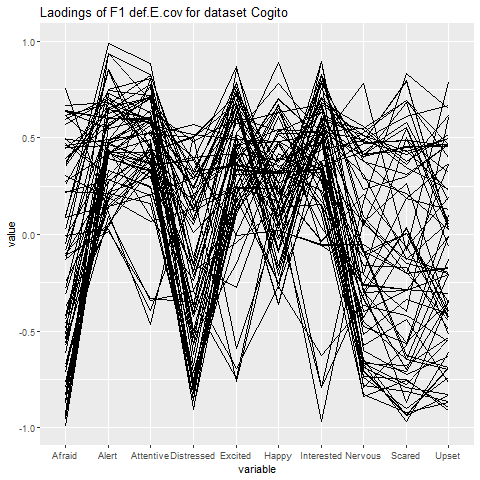 Laodings of F1 def.E.cov for dataset Cogito
1.0
0.5
0.0
-0.5
-1.0
value
Afraid Alert Attentive Distressed Excited Happy Interested Nervous Scared Upset
variable